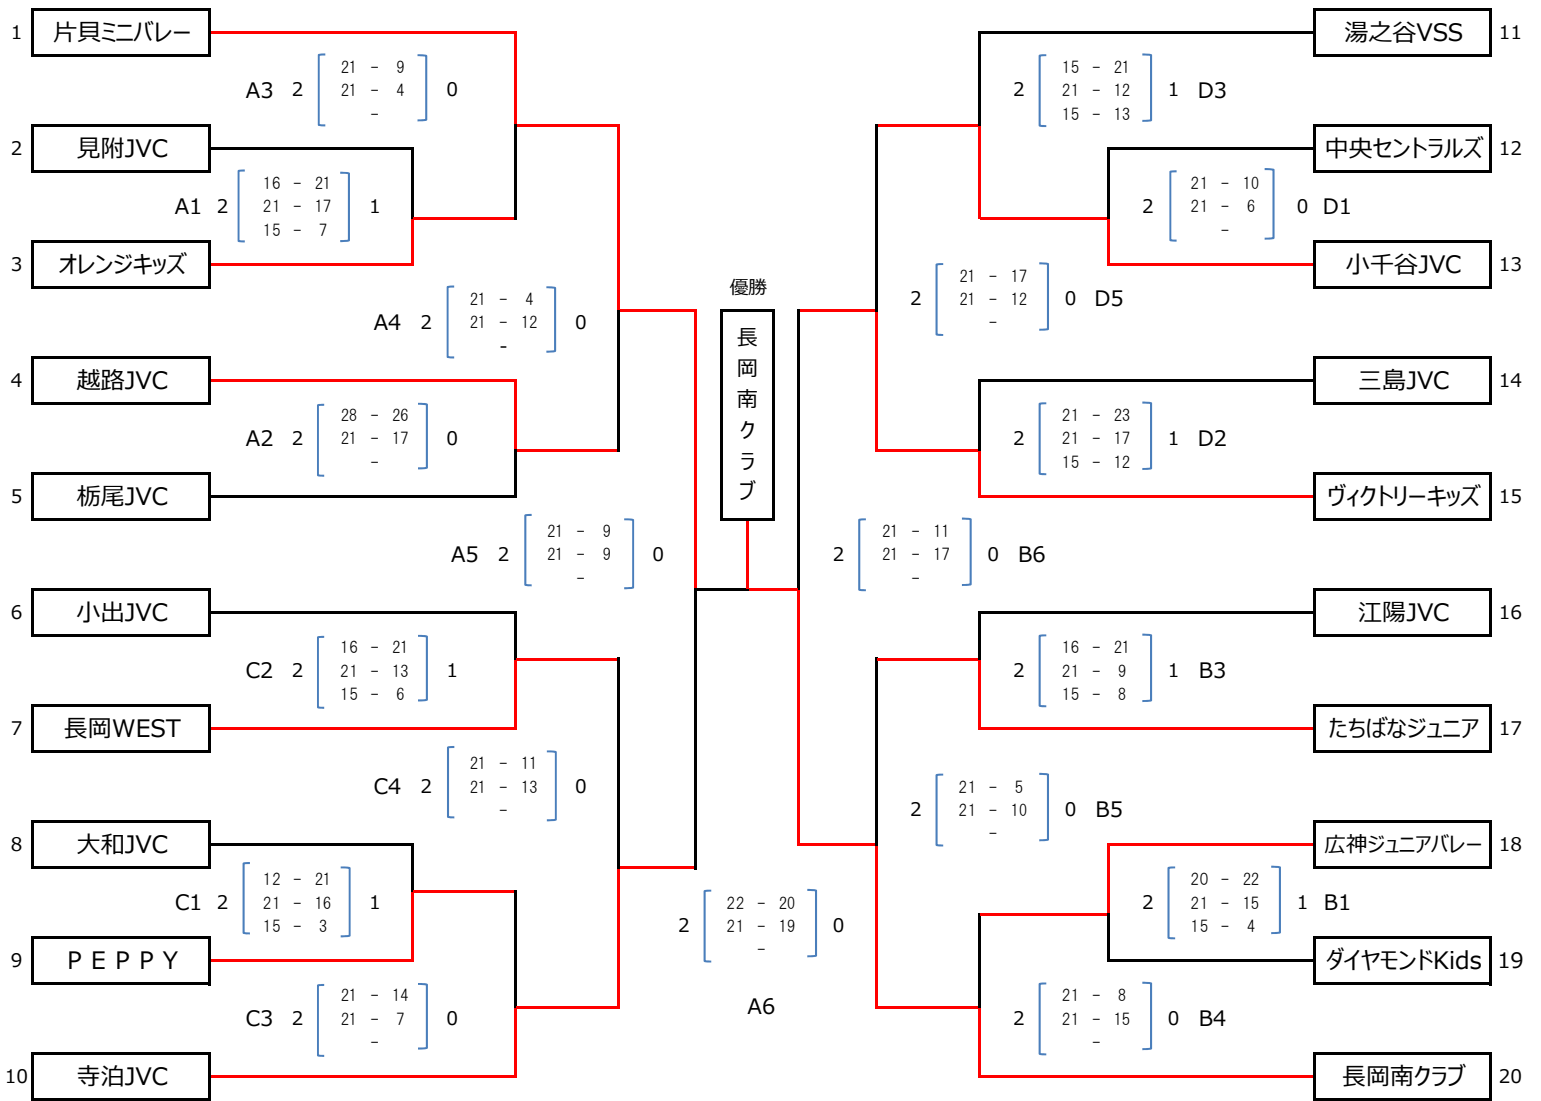 1 片貝ミニバレー
A3 2 21 - 9 0
21 - 4
-
2 見附JVC
A1 2 16 - 21 1
21 - 17
15 - 7
3 オレンジキッズ
A4 2 21 - 4 0
21 - 12
-
4 越路JVC
A2 2 28 - 26 0
21 - 17
-
5 栃尾JVC
A5 2 21 - 9 0
21 - 9
-
6 小出JVC
C2 2 16 - 21 1
21 - 13
15 - 6
7 長岡WEST
C4 2 21 - 11 0
21 - 13
-
8 大和JVC
C1 2 12 - 21 1
21 - 16
15 - 3
9 ＰＥＰＰＹ
C3 2 21 - 14 0
21 - 7
-
10 寺泊JVC
優勝
長岡南クラブ
2 22 - 20 0
21 - 19
-
A6
湯之谷VSS 11
2 15 - 21 1 D3
21 - 12
15 - 13
中央セントラルズ 12
2 21 - 10 0 D1
21 - 6
-
小千谷JVC 13
2 21 - 17 0 D5
21 - 12
-
三島JVC 14
2 21 - 23 1 D2
21 - 17
15 - 12
ヴィクトリーキッズ 15
2 21 - 11 0 B6
21 - 17
-
江陽JVC 16
2 16 - 21 1 B3
21 - 9
15 - 8
たちばなジュニア 17
2 21 - 5 0 B5
21 - 10
-
広神ジュニアバレー 18
2 20 - 22 1 B1
21 - 15
15 - 4
ダイヤモンドKids 19
2 21 - 8 0 B4
21 - 15
-
長岡南クラブ 20